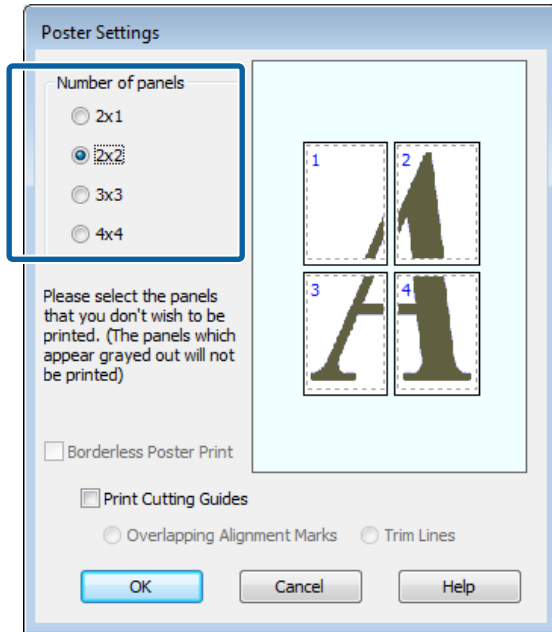 Poster Settings
Number of panels
2x1
2x2
3x3
4x4
1
2
3
4
Please select the panels
that you don't wish to be
printed. (The panels which
appear grayed out will not
be printed)
Borderless Poster Print
Print Cutting Guides
Overlapping Alignment Marks
Trim Lines
OK
Cancel
Help